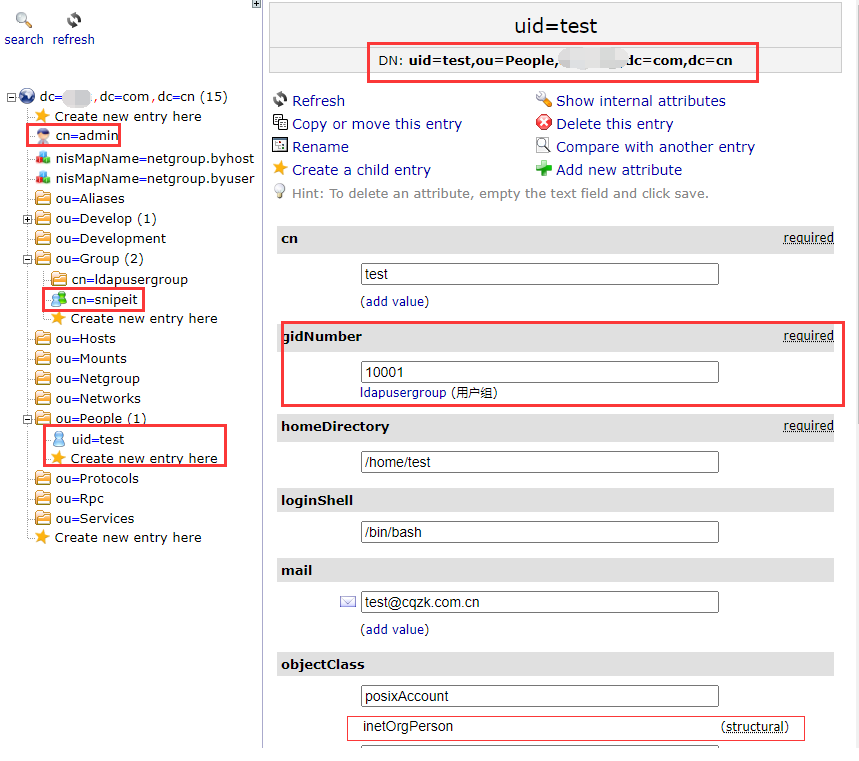 search refresh
dc= ,dc=com,dc=cn (15)
Create new entry here
cn=admin
nisMapName=netgroup.byhost
nisMapName=netgroup.byuser
ou=Aliases
ou=Develop (1)
ou=Development
ou=Group (2)
cn=ldapusergroup
cn=snipeit
Create new entry here
ou=Hosts
ou=Mounts
ou=Netgroup
ou=Networks
ou=People (1)
uid=test
Create new entry here
ou=Protocols
ou=Rpc
ou=Services
Create new entry here
uid=test
DN: uid=test,ou=People, ,dc=com,dc=cn
Refresh
Show internal attributes
Copy or move this entry
Delete this entry
Rename
Compare with another entry
Create a child entry
Add new attribute
Hint: To delete an attribute, empty the text field and click save.
cn required
test
(add value)
gidNumber required
10001
ldapusergroup (用户组)
homeDirectory required
/home/test
loginShell
/bin/bash
mail
test@cqzk.com.cn
(add value)
objectClass
posixAccount
inetOrgPerson (structural)